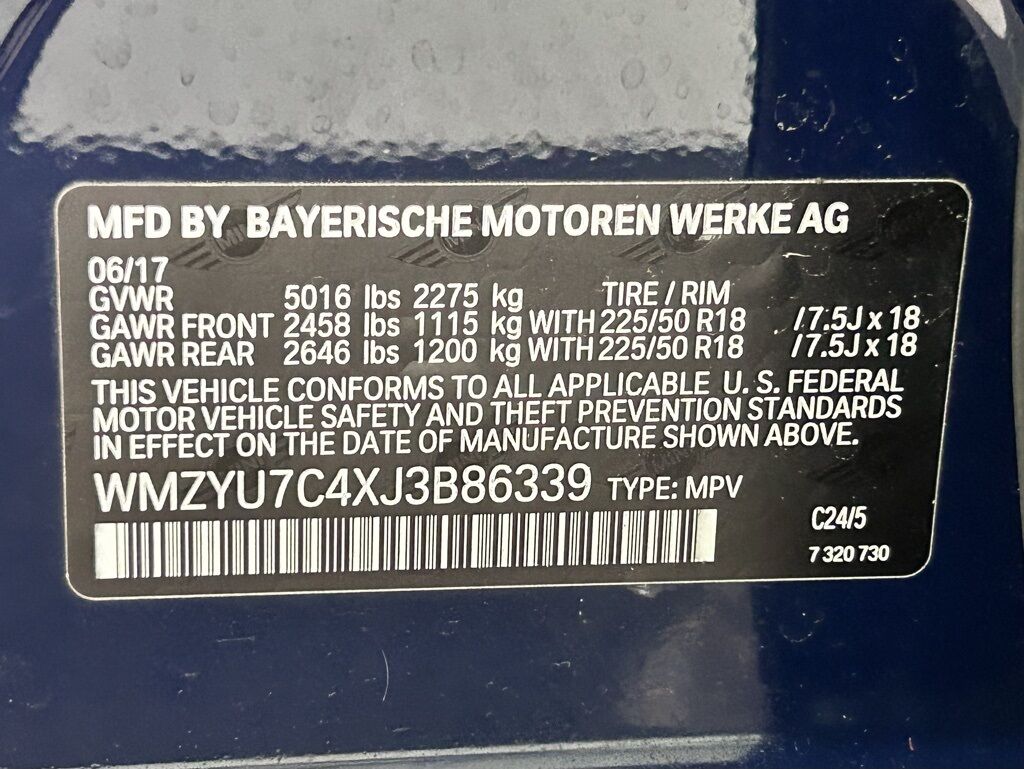 MFD BY BAYERISCHE MOTOREN WERKE AG
06/17
GVWR 5016 lbs 2275 kg TIRE / RIM
GAWR FRONT 2458 lbs 1115 kg WITH 225/50 R18 / 7.5J x 18
GAWR REAR 2646 lbs 1200 kg WITH 225/50 R18 / 7.5J x 18
THIS VEHICLE CONFORMS TO ALL APPLICABLE U. S. FEDERAL
MOTOR VEHICLE SAFETY AND THEFT PREVENTION STANDARDS
IN EFFECT ON THE DATE OF MANUFACTURE SHOWN ABOVE.
WMZYU7C4XJ3B86339 TYPE: MPV
C24/5
7 320 730